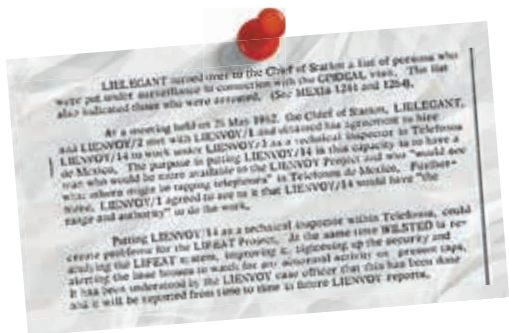 LIELEGANT turned over to the Chief of Station a list of persons who
were put under surveillance in connection with the GPIDEAL visit. The list
also indicated those who were arrested. (See MEXI's 1241 and
At a meeting held on 25 May 1962, the Chief of Station, LIELEGANT,
and LIENVOY/2 met with LIENVOY/1 and obtained his agreement to hire
LIENVOY/14 to work under LIENVOY/3 as a technical inspector in Telefonos
de Mexico. The purpose in putting LIENVOY/14 in this capacity is to have a
man who would be more available to the LIENVOY Project and who "would see
what others might be tapping telephones" in Telefonos de Mexico. Further-
more, LIENVOY/1 agreed to see to it that LIENVOY/14 would have "the
range and authority" to do the work.
Putting LIENVOY/14 as a technical inspector within Telefonos, could
create problems for the LIFEAT Project. At the same time WILSTED is re-
analyzing the LIFEAT system, improving it, tightening up the security and
alerting the base houses to watch for any abnormal activity on present taps.
It has been understood by the LIENVOY case officer that this has been done
and it will be reported from time to time in future LIENVOY reports.